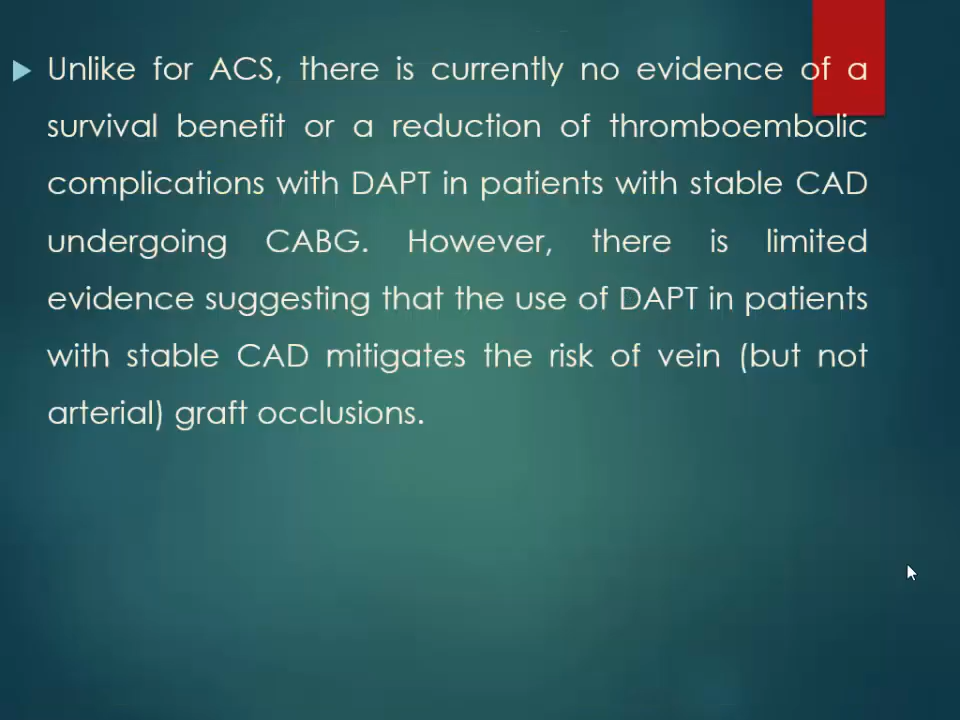 Unlike for ACS, there is currently no evidence of a
survival benefit or a reduction of thromboembolic
complications with DAPT in patients with stable CAD
undergoing CABG. However, there is limited
evidence suggesting that the use of DAPT in patients
with stable CAD mitigates the risk of vein (but not
arterial) graft occlusions.